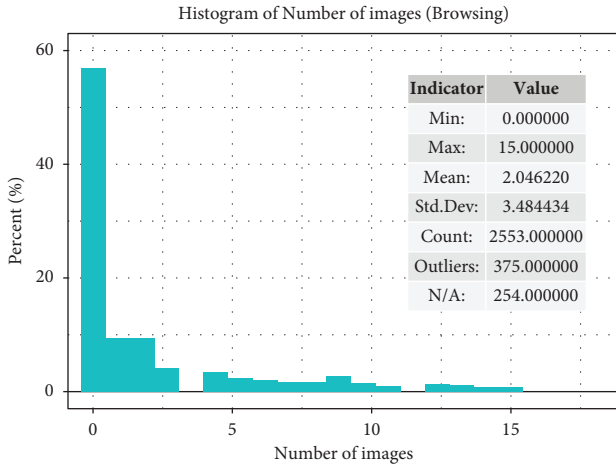 Histogram of Number of images (Browsing)
60
40
20
0
Percent (%)
Indicator Value
Min: 0.000000
Max: 15.000000
Mean: 2.046220
Std.Dev: 3.484434
Count: 2553.000000
Outliers: 375.000000
N/A: 254.000000
0 5 10 15
Number of images